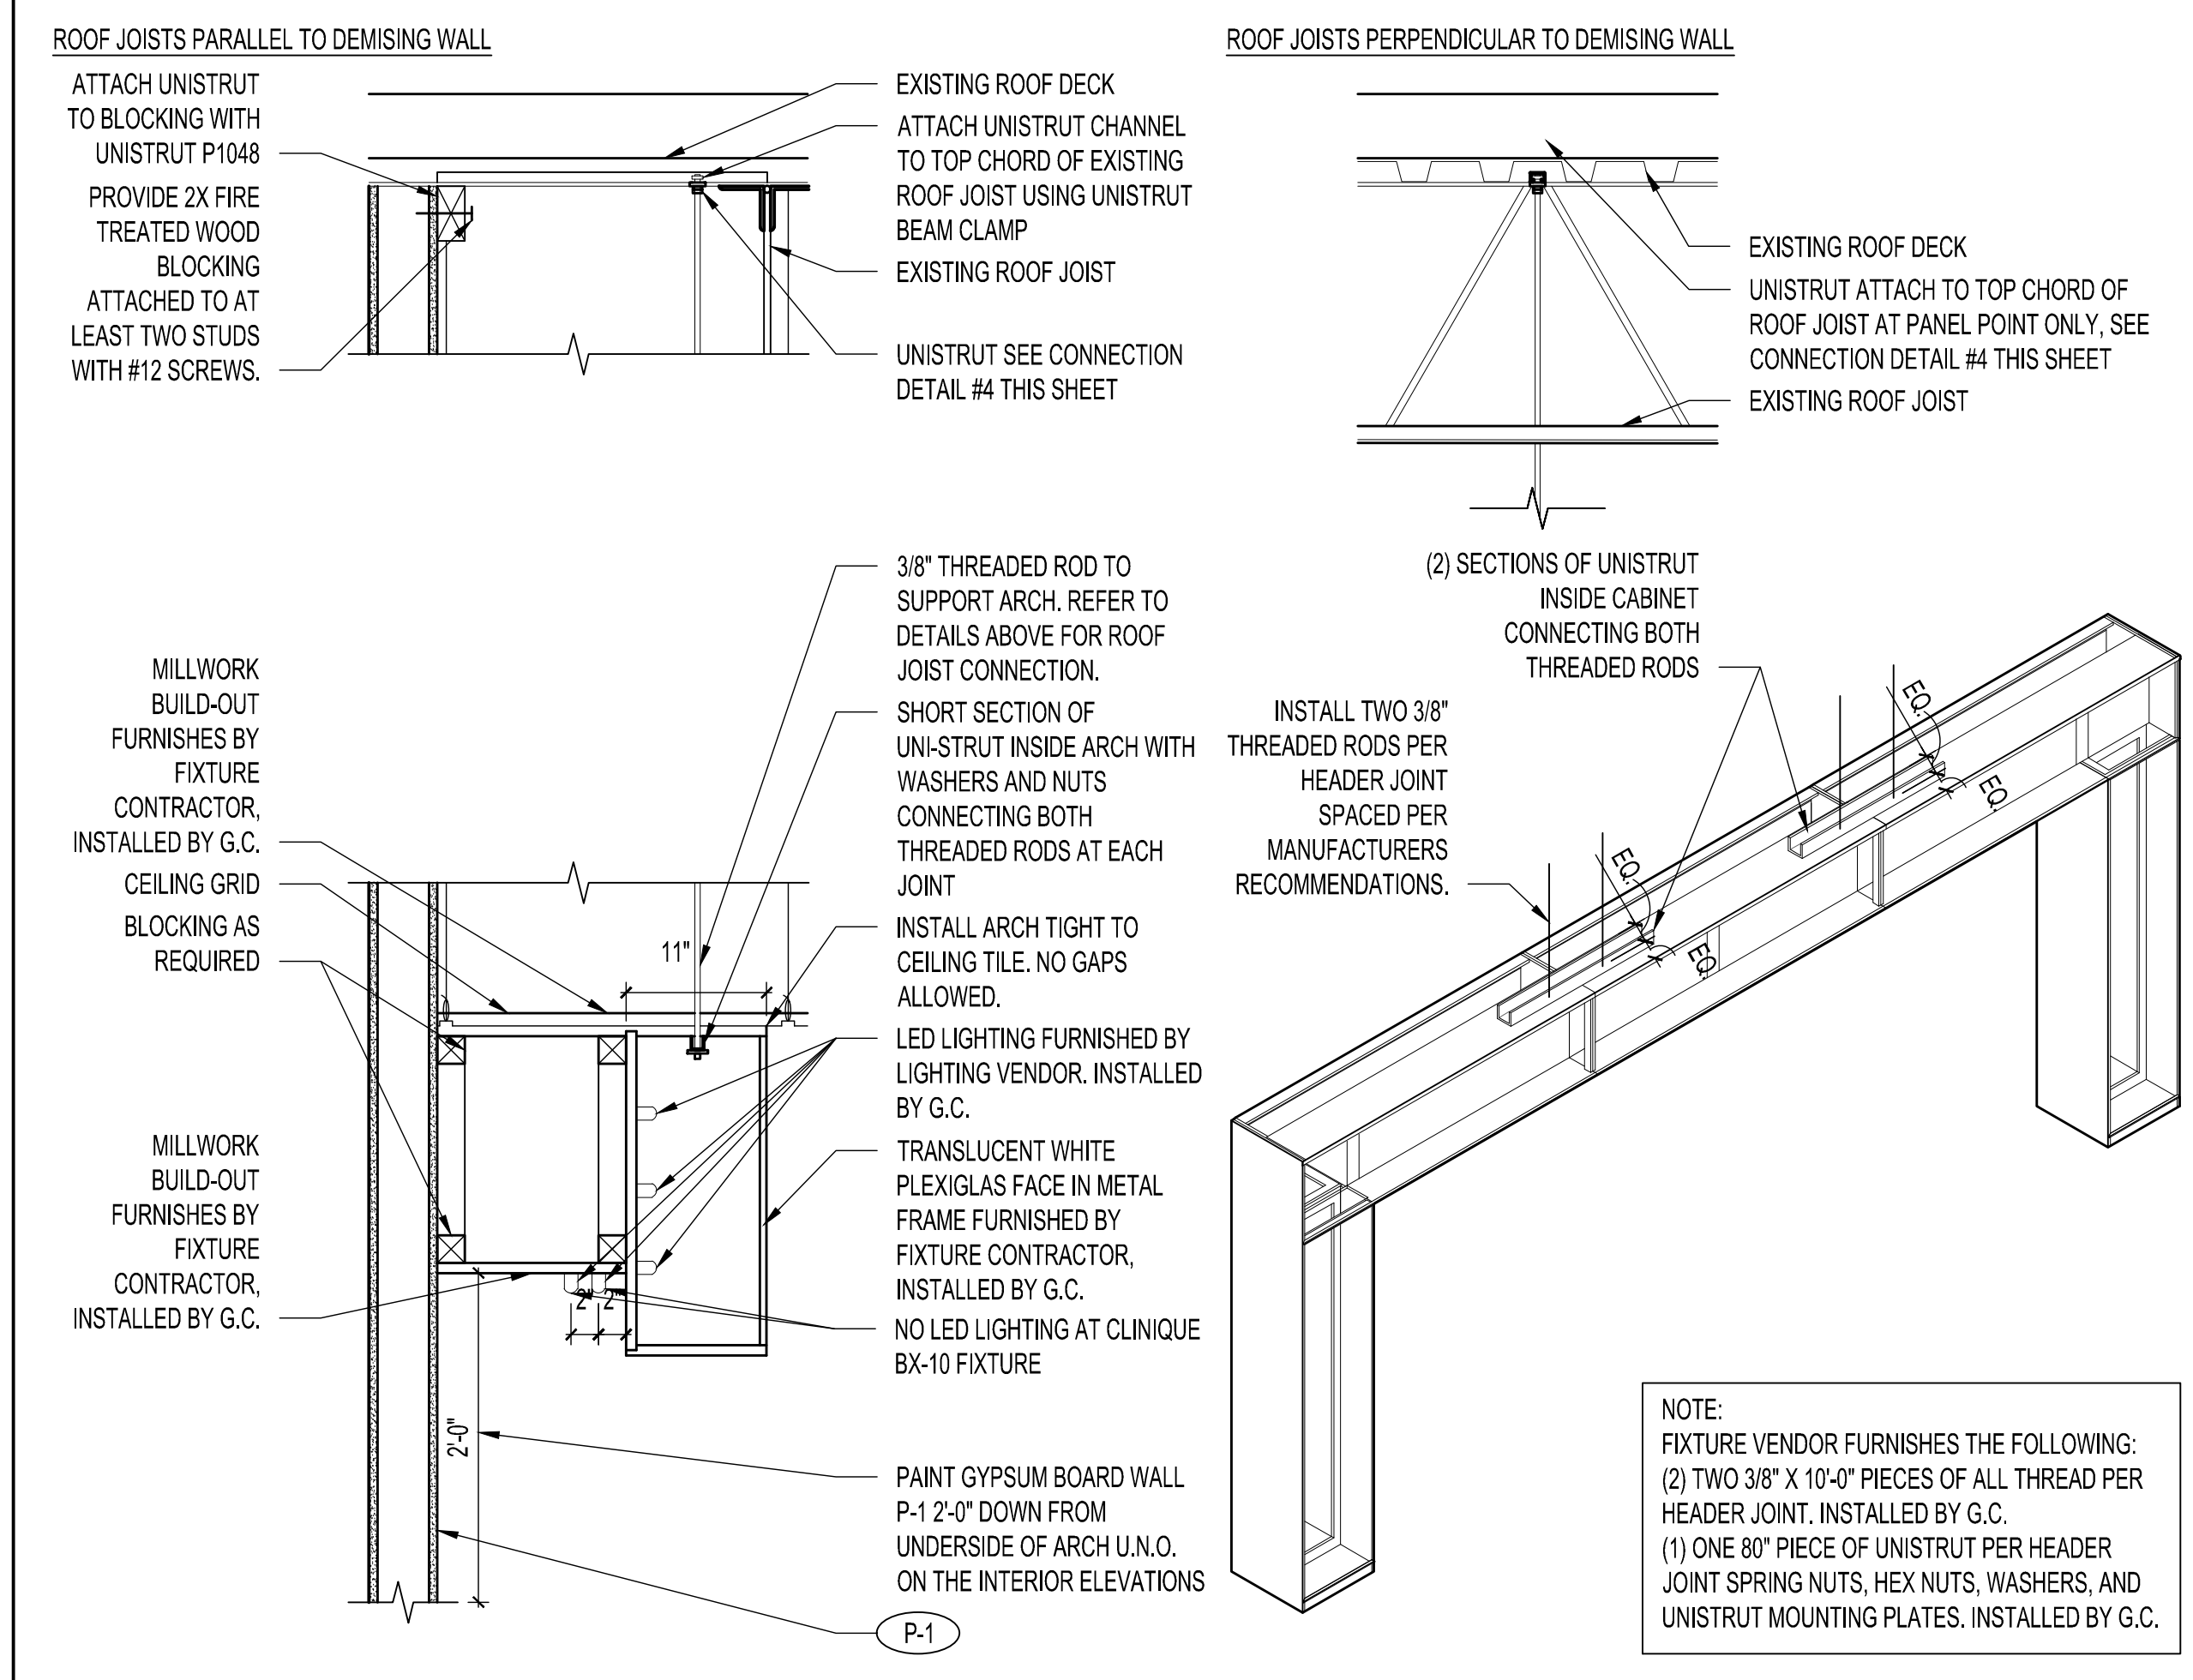 ROOF JOISTS PARALLEL TO DEMISING WALL
ATTACH UNISTRUT
TO BLOCKING WITH
UNISTRUT P1048
PROVIDE 2X FIRE
TREATED WOOD
BLOCKING
ATTACHED TO AT
LEAST TWO STUDS
WITH #12 SCREWS.
EXISTING ROOF DECK
ATTACH UNISTRUT CHANNEL
TO TOP CHORD OF EXISTING
ROOF JOIST USING UNISTRUT
BEAM CLAMP
EXISTING ROOF JOIST
UNISTRUT SEE CONNECTION
DETAIL #4 THIS SHEET
ROOF JOISTS PERPENDICULAR TO DEMISING WALL
EXISTING ROOF DECK
UNISTRUT ATTACH TO TOP CHORD OF
ROOF JOIST AT PANEL POINT ONLY, SEE
CONNECTION DETAIL #4 THIS SHEET
EXISTING ROOF JOIST
MILLWORK
BUILD-OUT
FURNISHES BY
FIXTURE
CONTRACTOR,
INSTALLED BY G.C.
CEILING GRID
BLOCKING AS
REQUIRED
MILLWORK
BUILD-OUT
FURNISHES BY
FIXTURE
CONTRACTOR,
INSTALLED BY G.C.
11"
2"
2"
2'-0"
3/8" THREADED ROD TO
SUPPORT ARCH. REFER TO
DETAILS ABOVE FOR ROOF
JOIST CONNECTION.
SHORT SECTION OF
UNI-STRUT INSIDE ARCH WITH
WASHERS AND NUTS
CONNECTING BOTH
THREADED RODS AT EACH
JOINT
INSTALL ARCH TIGHT TO
CEILING TILE. NO GAPS
ALLOWED.
LED LIGHTING FURNISHED BY
LIGHTING VENDOR. INSTALLED
BY G.C.
TRANSLUCENT WHITE
PLEXIGLAS FACE IN METAL
FRAME FURNISHED BY
FIXTURE CONTRACTOR,
INSTALLED BY G.C.
NO LED LIGHTING AT CLINIQUE
BX-10 FIXTURE
PAINT GYPSUM BOARD WALL
P-1 2'-0" DOWN FROM
UNDERSIDE OF ARCH U.N.O.
ON THE INTERIOR ELEVATIONS
P-1
(2) SECTIONS OF UNISTRUT
INSIDE CABINET
CONNECTING BOTH
THREADED RODS
INSTALL TWO 3/8"
THREADED RODS PER
HEADER JOINT
SPACED PER
MANUFACTURERS
RECOMMENDATIONS.
EQ.
EQ.
EQ.
EQ.
NOTE:
FIXTURE VENDOR FURNISHES THE FOLLOWING:
(2) TWO 3/8" X 10'-0" PIECES OF ALL THREAD PER
HEADER JOINT. INSTALLED BY G.C.
(1) ONE 80" PIECE OF UNISTRUT PER HEADER
JOINT SPRING NUTS, HEX NUTS, WASHERS, AND
UNISTRUT MOUNTING PLATES. INSTALLED BY G.C.